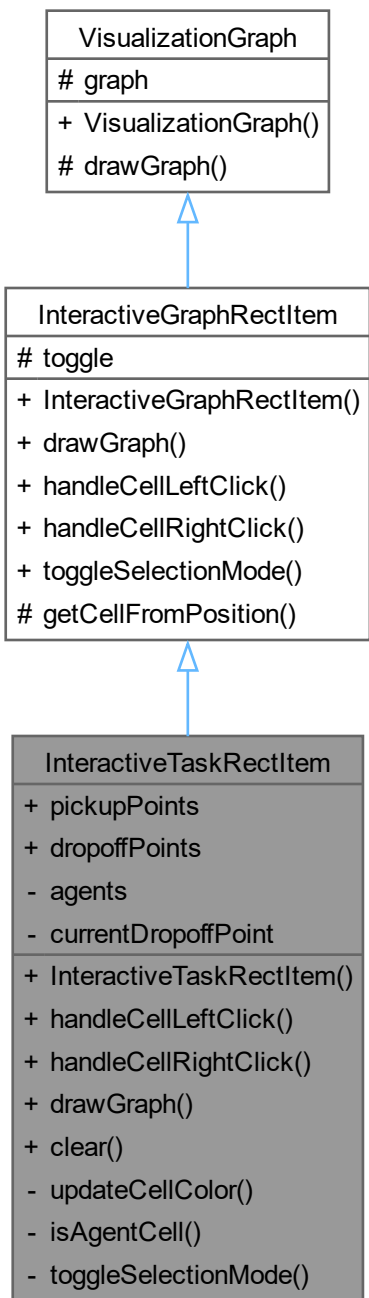 VisualizationGraph
# graph
+ VisualizationGraph()
# drawGraph()
InteractiveGraphRectItem
# toggle
+ InteractiveGraphRectItem()
+ drawGraph()
+ handleCellLeftClick()
+ handleCellRightClick()
+ toggleSelectionMode()
# getCellFromPosition()
InteractiveTaskRectItem
+ pickupPoints
+ dropoffPoints
- agents
- currentDropoffPoint
+ InteractiveTaskRectItem()
+ handleCellLeftClick()
+ handleCellRightClick()
+ drawGraph()
+ clear()
- updateCellColor()
- isAgentCell()
- toggleSelectionMode()